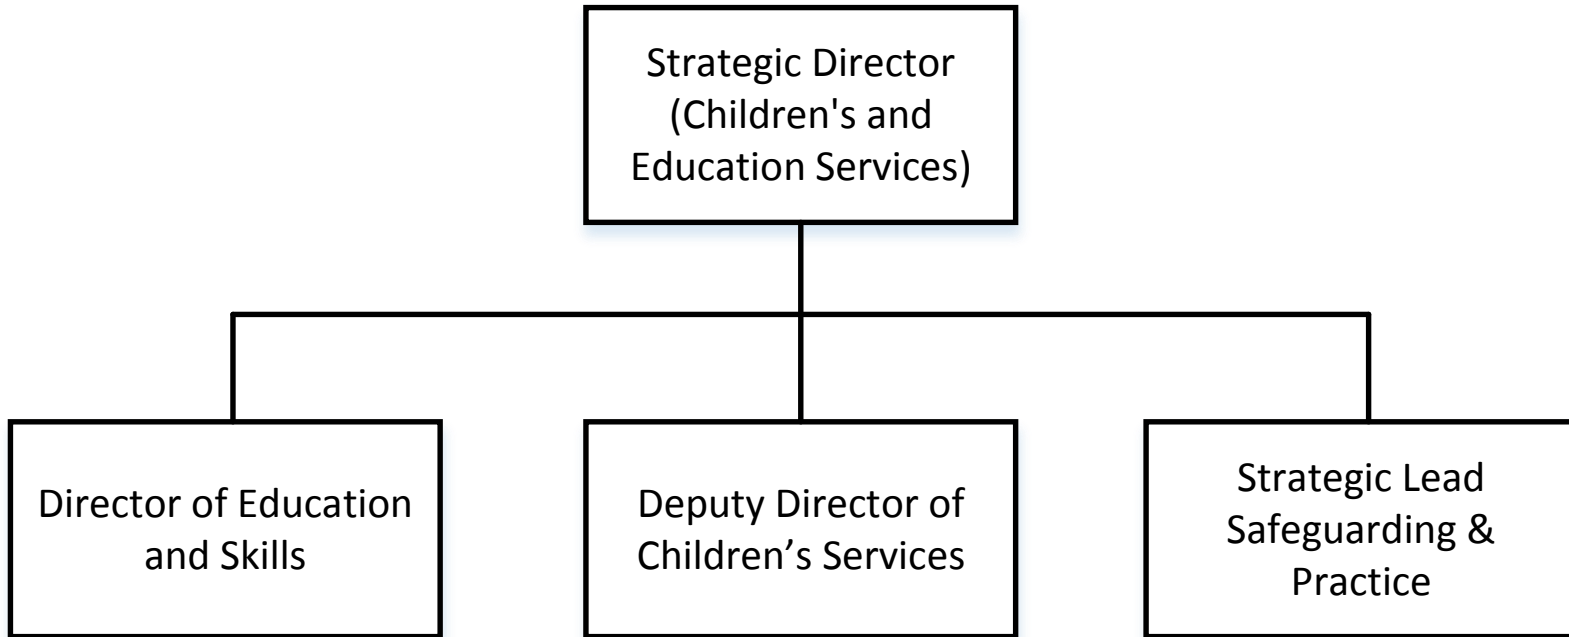 Strategic Director
(Children's and
Education Services)
Director of Education
and Skills
Deputy Director of
Children’s Services
Strategic Lead
Safeguarding &
Practice